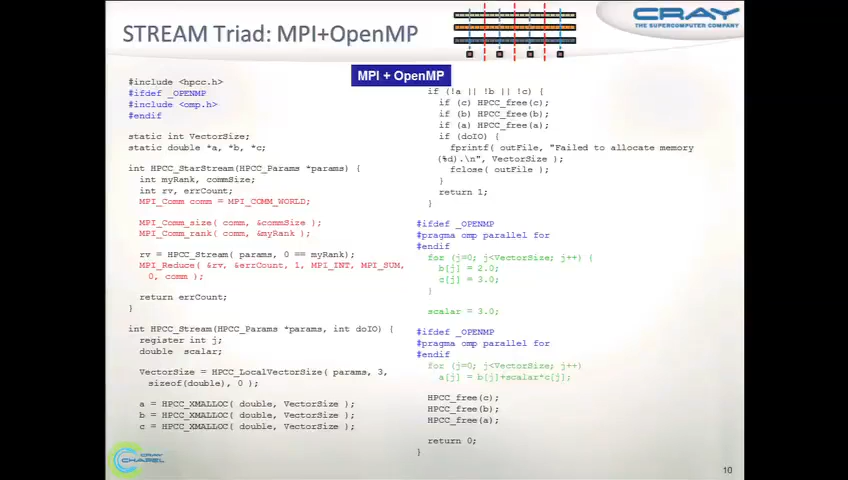 STREAM Triad: MPI+OpenMP
CRAY
THE SUPERCOMPUTER COMPANY
MPI + OpenMP
#include <hpcc.h>
#ifdef _OPENMP
#include <omp.h>
#endif
static int VectorSize;
static double *a, *b, *c;
int HPCC_StarStream(HPCC_Params *params) {
int myRank, commSize;
int rv, errCount;
MPI_Comm comm = MPI_COMM_WORLD;
MPI_Comm_size( comm, &commSize );
MPI_Comm_rank( comm, &myRank );
rv = HPCC_Stream( params, 0 == myRank);
MPI_Reduce( &rv, &errCount, 1, MPI_INT, MPI_SUM,
0, comm );
return errCount;
}
int HPCC_Stream(HPCC_Params *params, int doIO) {
register int j;
double scalar;
VectorSize = HPCC_LocalVectorSize( params, 3,
sizeof(double), 0 );
a = HPCC_XMALLOC( double, VectorSize );
b = HPCC_XMALLOC( double, VectorSize );
c = HPCC_XMALLOC( double, VectorSize );
if (!a || !b || !c) {
if (c) HPCC_free(c);
if (b) HPCC_free(b);
if (a) HPCC_free(a);
if (doIO) {
fprintf( outFile, "Failed to allocate memory
(%d).\n", VectorSize );
fclose( outFile );
}
return 1;
}
#ifdef _OPENMP
#pragma omp parallel for
#endif
for (j=0; j<VectorSize; j++) {
b[j] = 2.0;
c[j] = 3.0;
}
scalar = 3.0;
#ifdef _OPENMP
#pragma omp parallel for
#endif
for (j=0; j<VectorSize; j++)
a[j] = b[j]+scalar*c[j];
HPCC_free(c);
HPCC_free(b);
HPCC_free(a);
return 0;
}
CRAY
CHAPEL
10